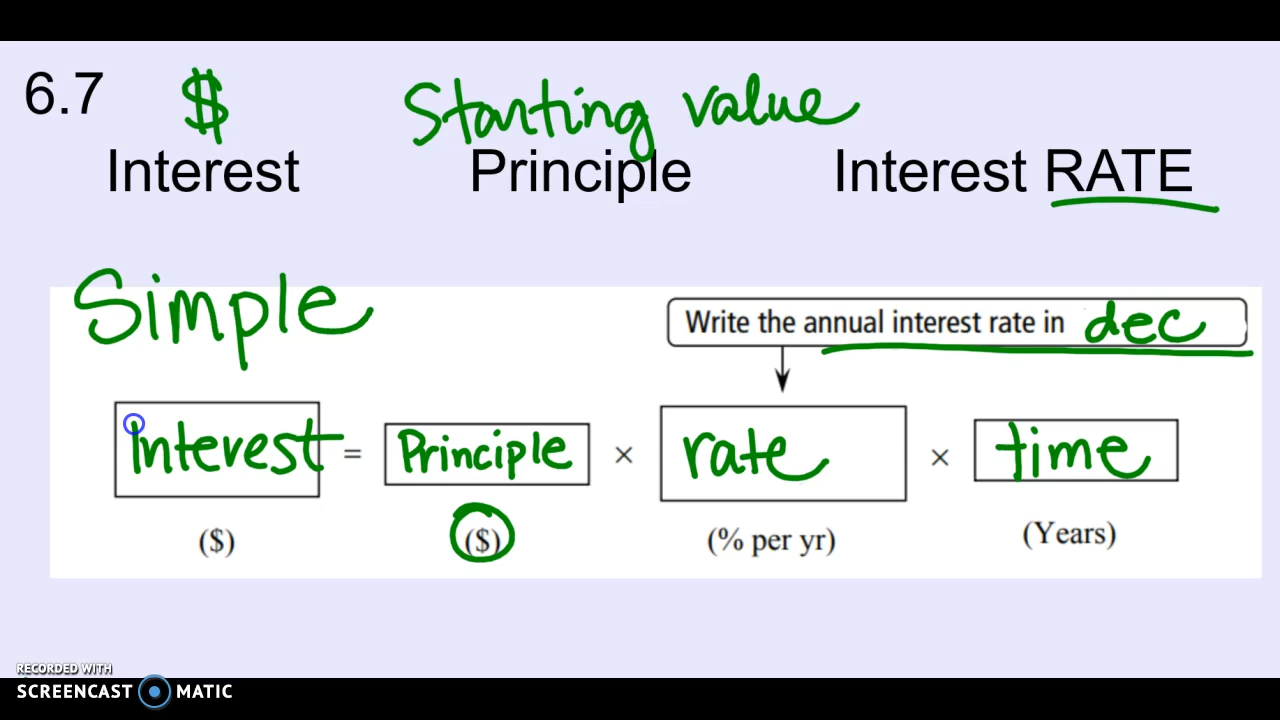 6.7 $ Starting value
Interest Principle Interest RATE
Simple
Write the annual interest rate in dec
Interest = Principle × rate × time
($) ($) (% per yr) (Years)
RECORDED WITH
SCREENCAST MATIC